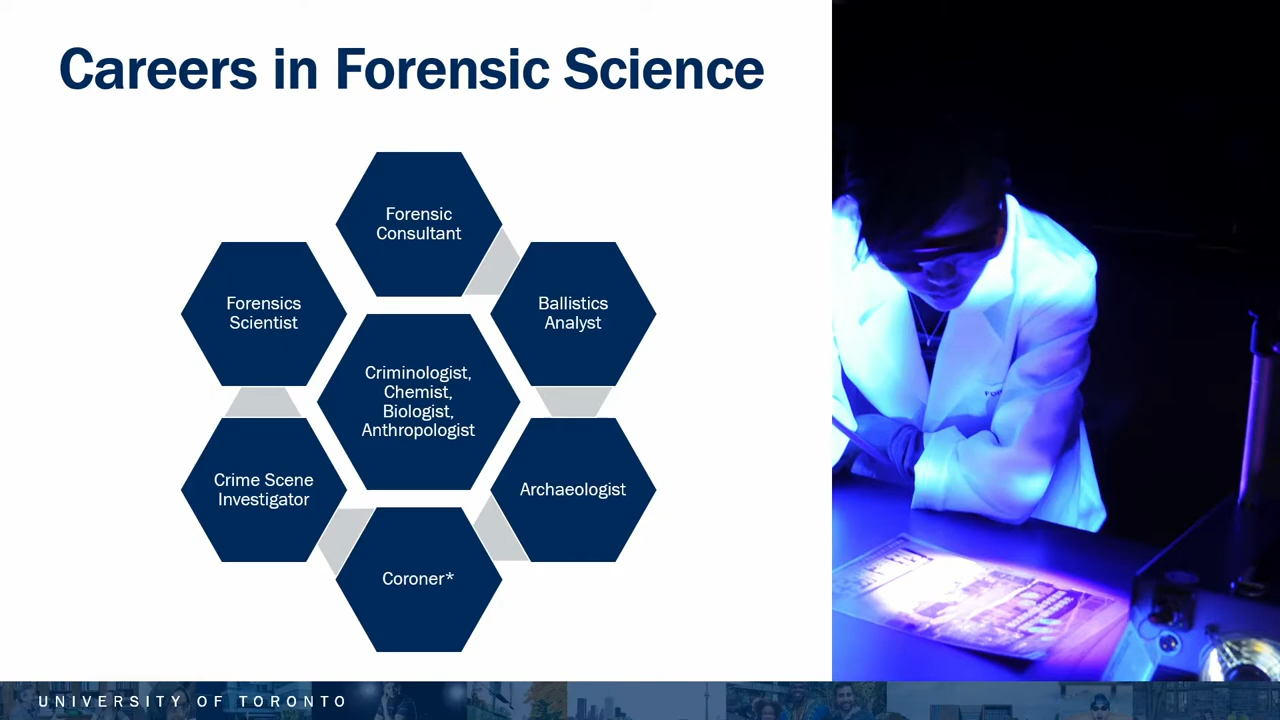 Careers in Forensic Science
Forensic
Consultant
Forensics
Scientist
Ballistics
Analyst
Criminologist,
Chemist,
Biologist,
Anthropologist
Crime Scene
Investigator
Archaeologist
Coroner*
UNIVERSITY OF TORONTO